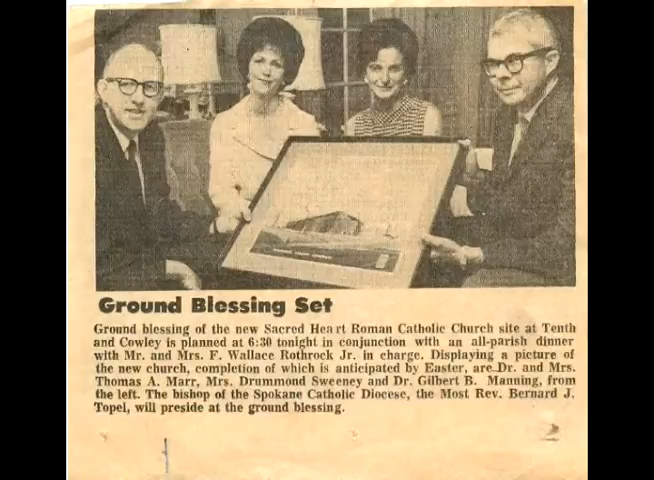 Ground Blessing Set
Ground blessing of the new Sacred Heart Roman Catholic Church site at Tenth
and Cowley is planned at 6:30 tonight in conjunction with an all-parish dinner
with Mr. and Mrs. F. Wallace Rothrock Jr. in charge. Displaying a picture of
the new church, completion of which is anticipated by Easter, are Dr. and Mrs.
Thomas A. Marr, Mrs. Drummond Sweeney and Dr. Gilbert B. Manning, from
the left. The bishop of the Spokane Catholic Diocese, the Most Rev. Bernard J.
Topel, will preside at the ground blessing.